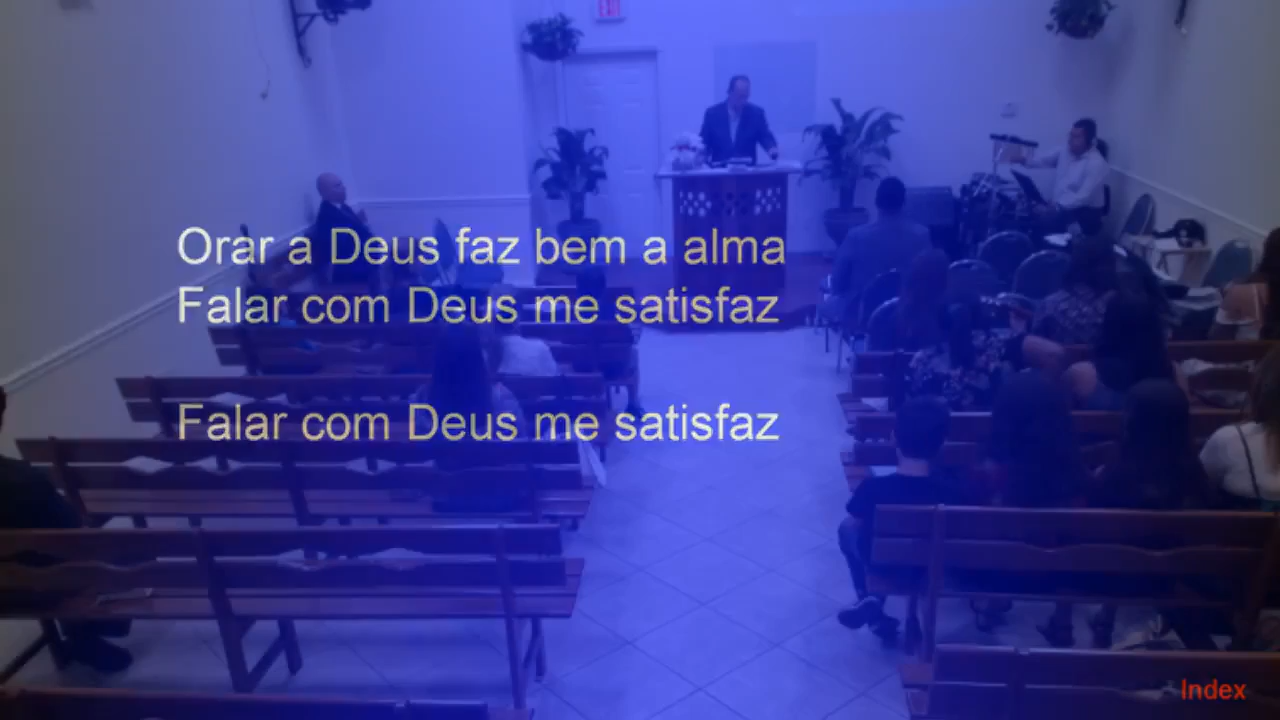 Orar a Deus faz bem a alma
Falar com Deus me satisfaz
Falar com Deus me satisfaz
Index